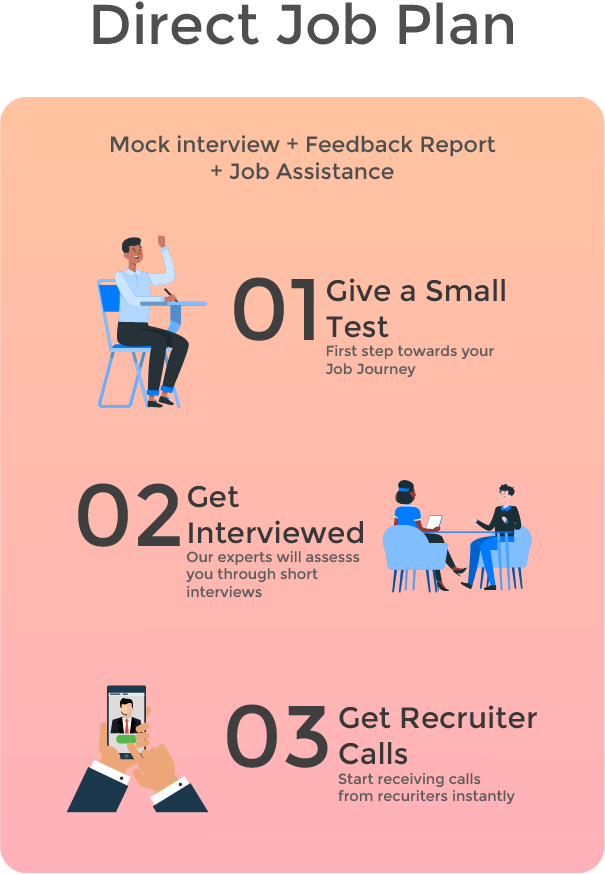 Direct Job Plan
Mock interview + Feedback Report
+ Job Assistance
01
Give a Small
Test
First step towards your
Job Journey
02
Get
Interviewed
Our experts will assesss
you through short
interviews
03
Get Recruiter
Calls
Start receiving calls
from recuriters instantly